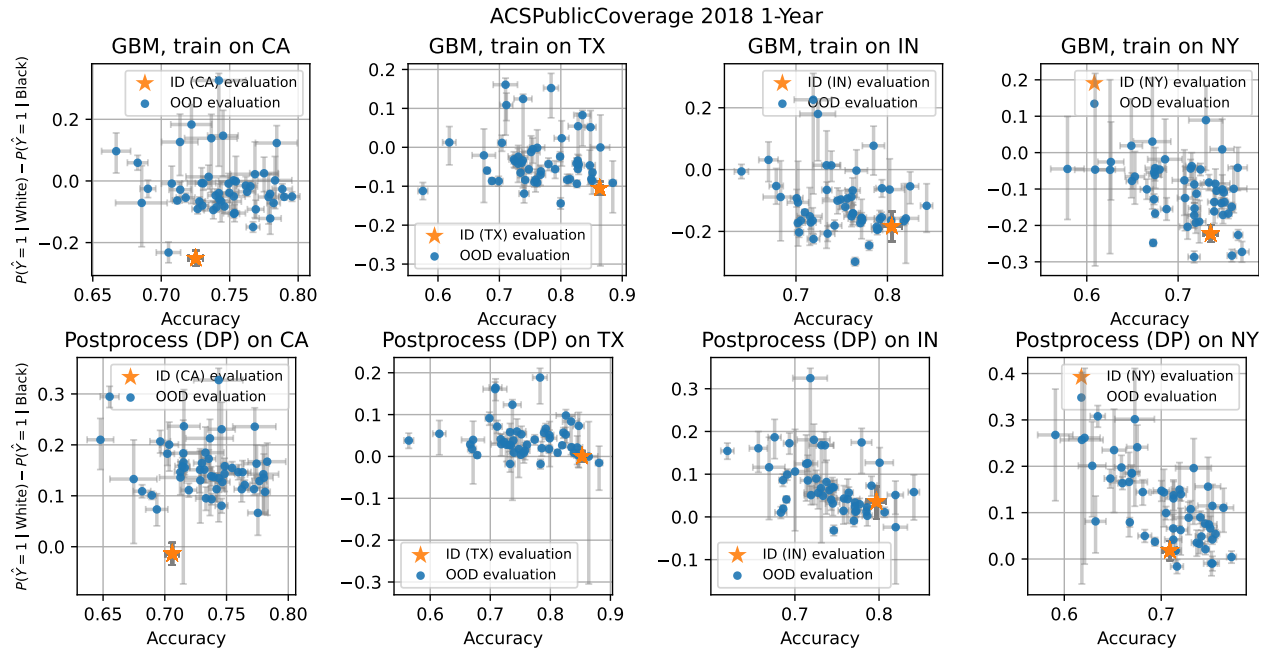 ACSPublicCoverage 2018 1-Year
GBM, train on CA
GBM, train on TX
GBM, train on IN
GBM, train on NY
P(Ŷ = 1 | White) − P(Ŷ = 1 | Black)
0.2
0.0
−0.2
0.65
0.70
0.75
0.80
Accuracy
ID (CA) evaluation
OOD evaluation
0.2
0.1
0.0
−0.1
−0.2
−0.3
0.6
0.7
0.8
0.9
Accuracy
ID (TX) evaluation
OOD evaluation
0.2
0.0
−0.2
0.7
0.8
Accuracy
ID (IN) evaluation
OOD evaluation
0.2
0.1
0.0
−0.1
−0.2
−0.3
0.6
0.7
Accuracy
ID (NY) evaluation
OOD evaluation
Postprocess (DP) on CA
Postprocess (DP) on TX
Postprocess (DP) on IN
Postprocess (DP) on NY
P(Ŷ = 1 | White) − P(Ŷ = 1 | Black)
0.3
0.2
0.1
0.0
0.65
0.70
0.75
0.80
Accuracy
ID (CA) evaluation
OOD evaluation
0.2
0.1
0.0
−0.1
−0.2
−0.3
0.6
0.7
0.8
0.9
Accuracy
ID (TX) evaluation
OOD evaluation
0.3
0.2
0.1
0.0
−0.1
0.7
0.8
Accuracy
ID (IN) evaluation
OOD evaluation
0.4
0.3
0.2
0.1
0.0
0.6
0.7
Accuracy
ID (NY) evaluation
OOD evaluation